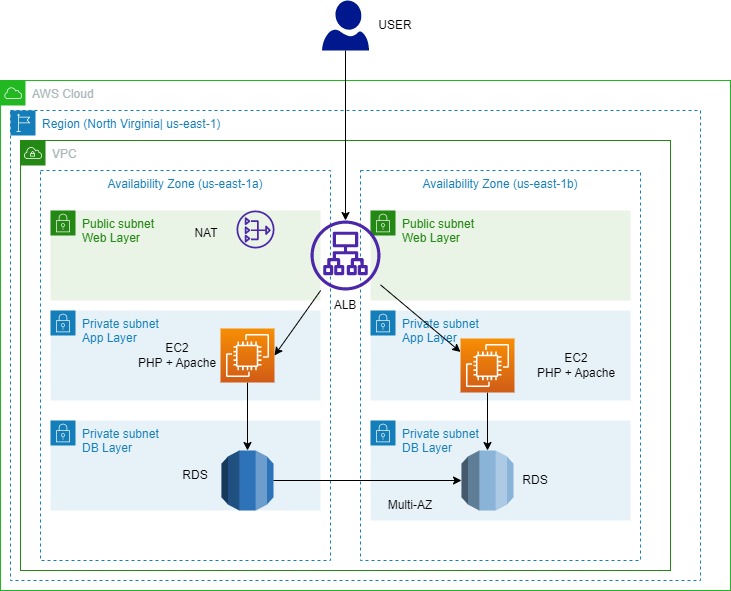 USER
AWS Cloud
Region (North Virginia| us-east-1)
VPC
Availability Zone (us-east-1a)
Availability Zone (us-east-1b)
Public subnet
Web Layer
NAT
Public subnet
Web Layer
ALB
Private subnet
App Layer
EC2
PHP + Apache
Private subnet
App Layer
EC2
PHP + Apache
Private subnet
DB Layer
RDS
Private subnet
DB Layer
RDS
Multi-AZ